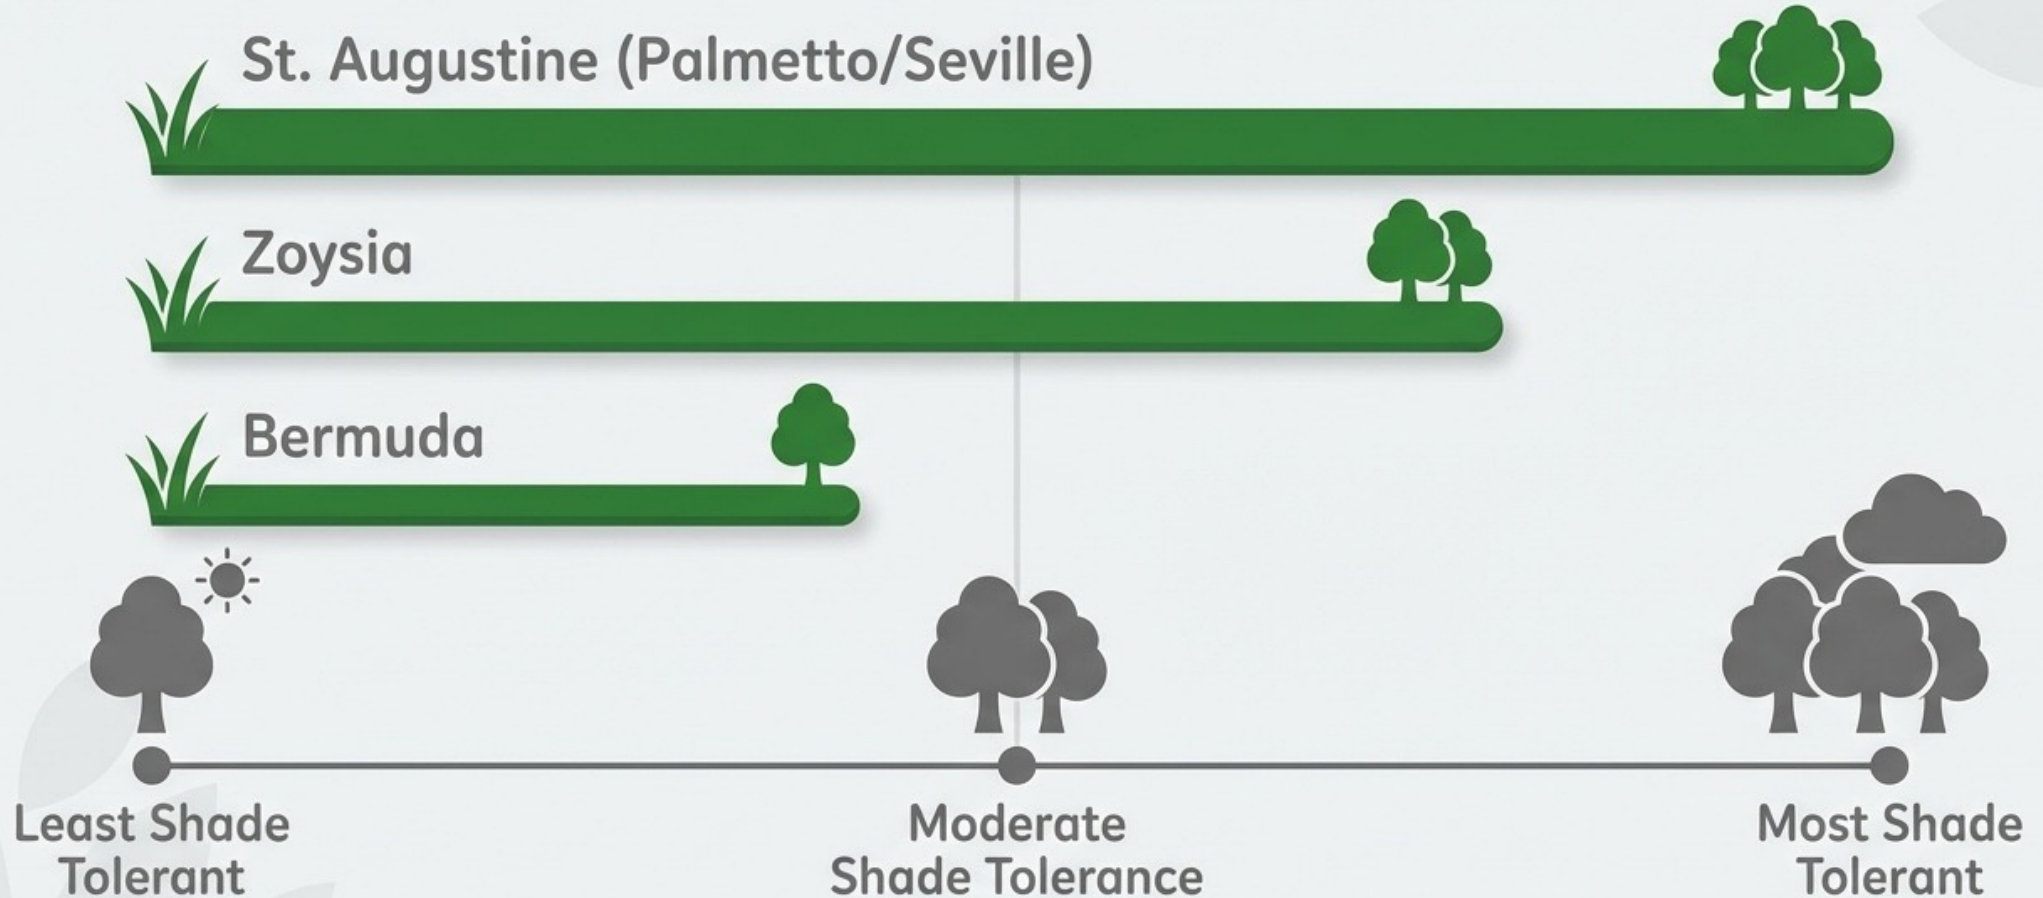 St. Augustine (Palmetto/Seville)
Zoysia
Bermuda
Least Shade
Tolerant
Moderate
Shade Tolerance
Most Shade
Tolerant